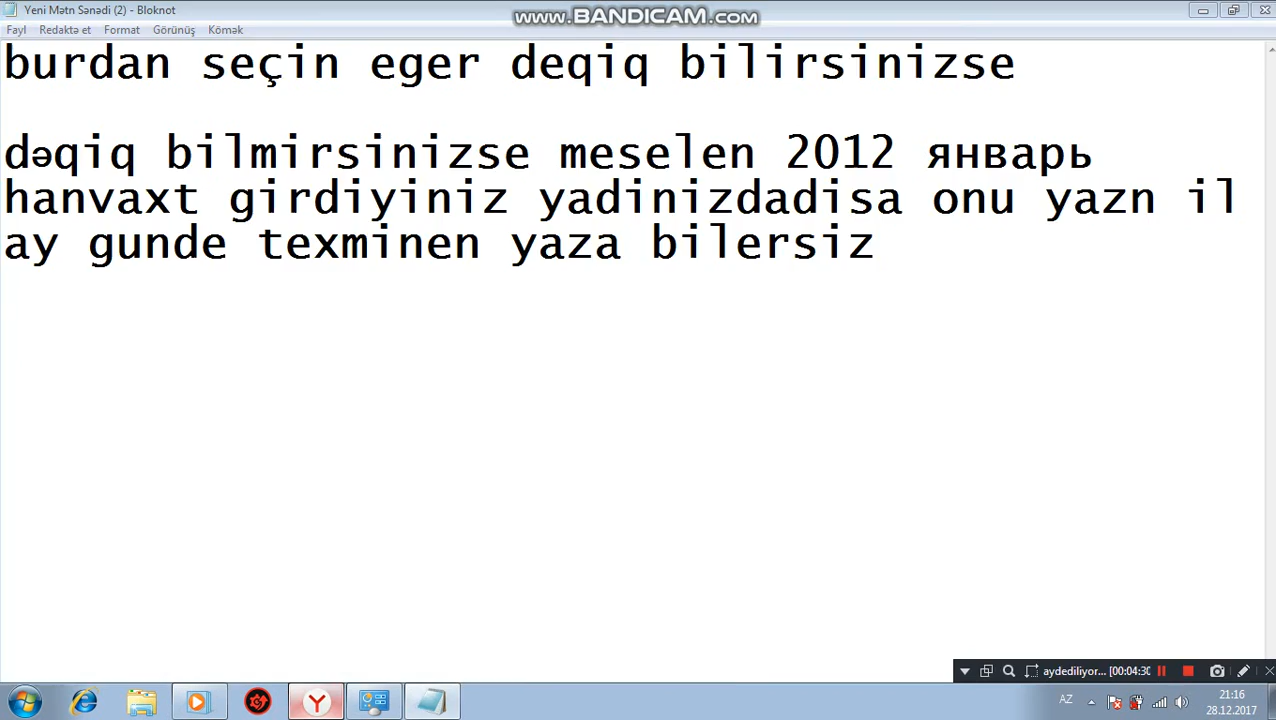 Yeni Mətn Sənədi (2) - Bloknot
www.BANDICAM.com
Fayl Redaktə et Format Görünüş Kömək
burdan seçin eger deqiq bilirsinizse
dəqiq bilmirsinizse meselen 2012 январь
hanvaxt girdiyiniz yadinizdadisa onu yazn il
ay gunde texminen yaza bilersiz
aydediliyor... [00:04:30
AZ
21:16
28.12.2017